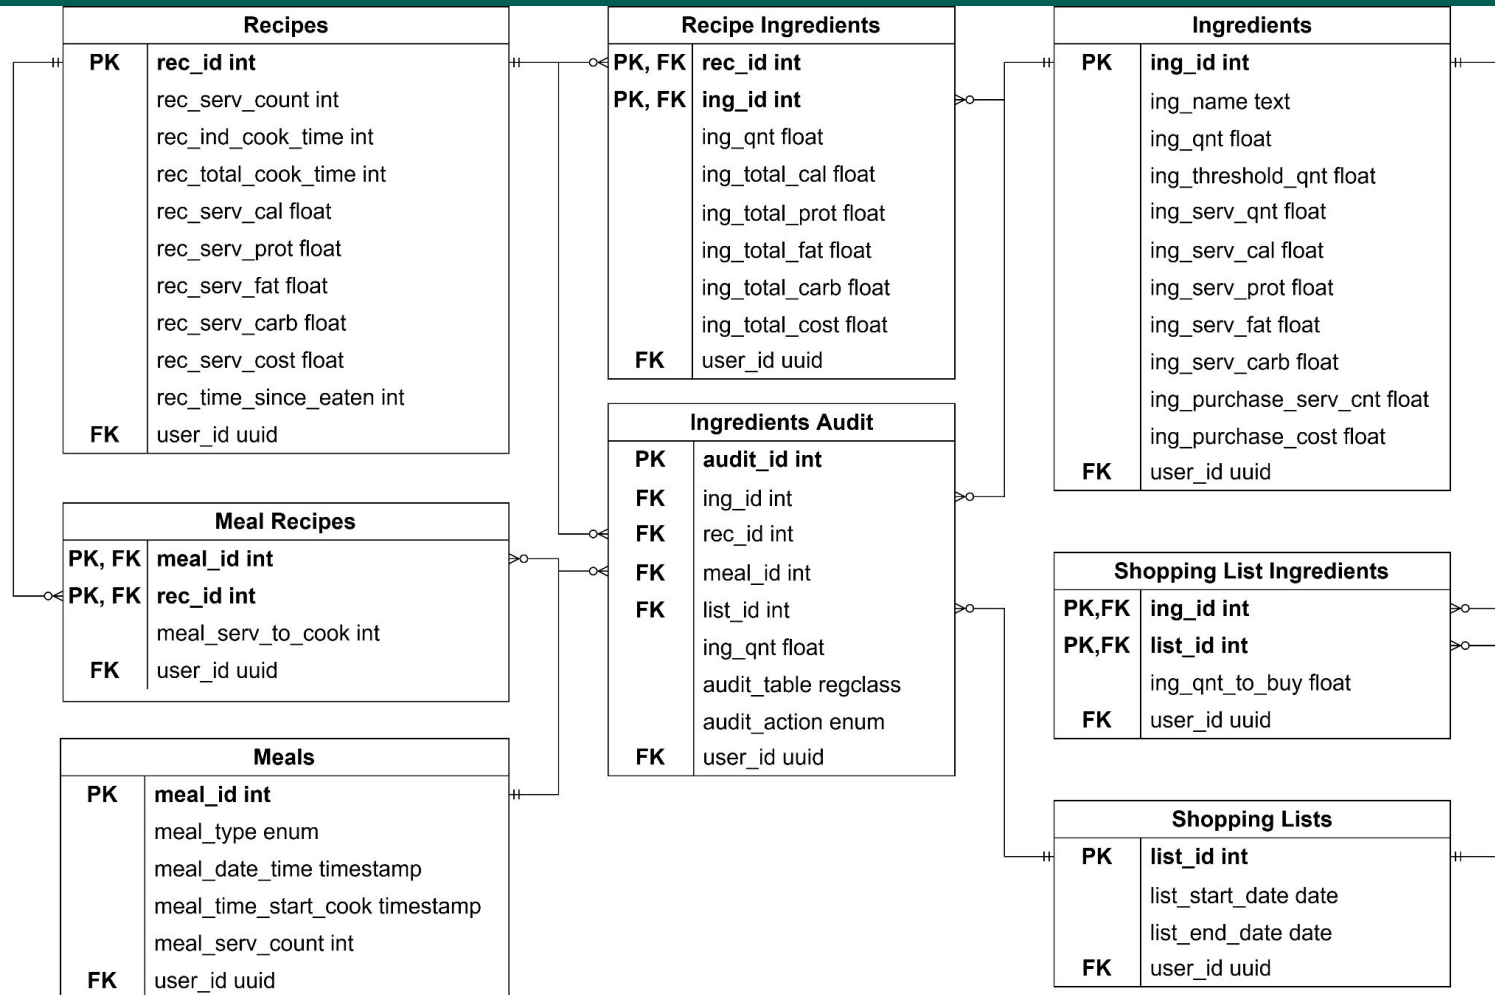 Recipes
PK rec_id int
rec_serv_count int
rec_ind_cook_time int
rec_total_cook_time int
rec_serv_cal float
rec_serv_prot float
rec_serv_fat float
rec_serv_carb float
rec_serv_cost float
rec_time_since_eaten int
FK user_id uuid
Meal Recipes
PK, FK meal_id int
PK, FK rec_id int
meal_serv_to_cook int
FK user_id uuid
Meals
PK meal_id int
meal_type enum
meal_date_time timestamp
meal_time_start_cook timestamp
meal_serv_count int
FK user_id uuid
Recipe Ingredients
PK, FK rec_id int
PK, FK ing_id int
ing_qnt float
ing_total_cal float
ing_total_prot float
ing_total_fat float
ing_total_carb float
ing_total_cost float
FK user_id uuid
Ingredients Audit
PK audit_id int
FK ing_id int
FK rec_id int
FK meal_id int
FK list_id int
ing_qnt float
audit_table regclass
audit_action enum
FK user_id uuid
Ingredients
PK ing_id int
ing_name text
ing_qnt float
ing_threshold_qnt float
ing_serv_qnt float
ing_serv_cal float
ing_serv_prot float
ing_serv_fat float
ing_serv_carb float
ing_purchase_serv_cnt float
ing_purchase_cost float
FK user_id uuid
Shopping List Ingredients
PK,FK ing_id int
PK,FK list_id int
ing_qnt_to_buy float
FK user_id uuid
Shopping Lists
PK list_id int
list_start_date date
list_end_date date
FK user_id uuid